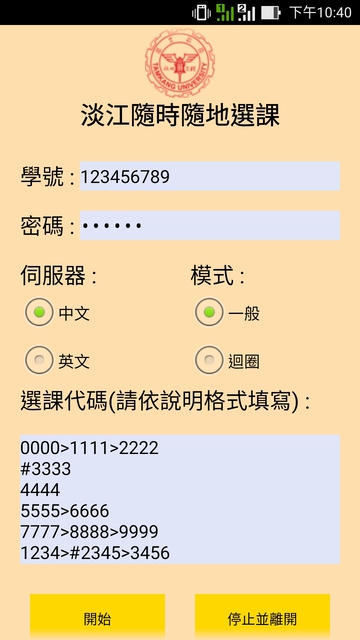 1 2 下午10:40
TAMKANG UNIVERSITY
淡江隨時隨地選課
學號 : 123456789
密碼 : ••••••
伺服器 : 模式 :
中文 一般
英文 迴圈
選課代碼(請依說明格式填寫) :
0000>1111>2222
#3333
4444
5555>6666
7777>8888>9999
1234>#2345>3456
開始 停止並離開